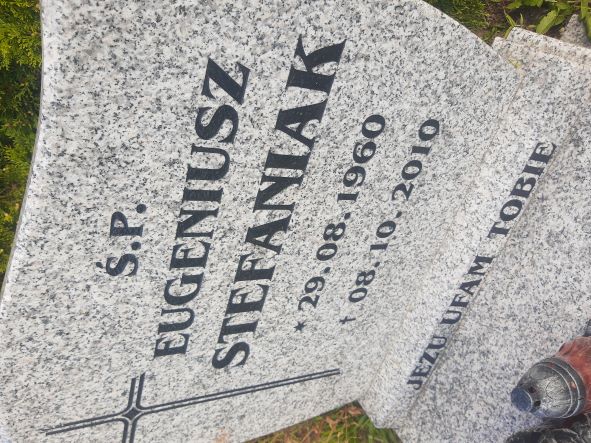 Ś.P.
EUGENIUSZ
STEFANIAK
* 29.08.1960
† 08.10.2010
JEZU UFAM TOBIE